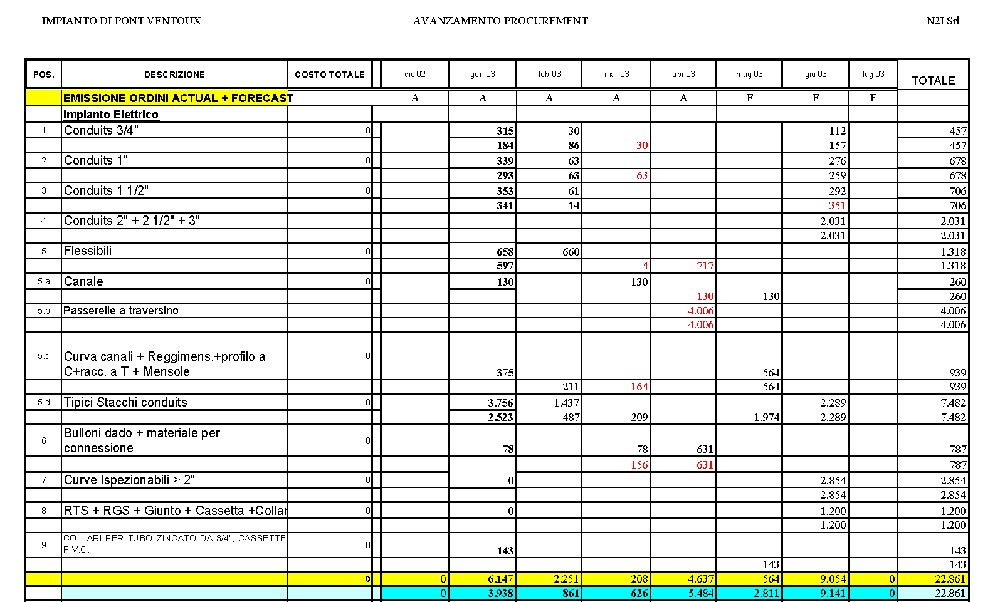 IMPIANTO DI PONT VENTOUX AVANZAMENTO PROCUREMENT N2I Srl
POS. DESCRIZIONE COSTO TOTALE dic-02 gen-03 feb-03 mar-03 apr-03 mag-03 giu-03 lug-03 TOTALE
EMISSIONE ORDINI ACTUAL + FORECAST A A A A A F F F
Impianto Elettrico
1 Conduits 3/4" 0 315 30 112 457
184 86 30 157 457
2 Conduits 1" 0 339 63 276 678
293 63 63 259 678
3 Conduits 1 1/2" 0 353 61 292 706
341 14 351 706
4 Conduits 2" + 2 1/2" + 3" 2.031 2.031
2.031 2.031
5 Flessibili 0 658 660 1.318
597 4 717 1.318
5.a Canale 0 130 130 260
130 130 260
5.b Passerelle a traversino 4.006 4.006
4.006 4.006
5.c Curva canali + Reggimens.+profilo a 0
C+racc. a T + Mensole 375 564 939
211 164 564 939
5.d Tipici Stacchi conduits 0 3.756 1.437 2.289 7.482
2.523 487 209 1.974 2.289 7.482
Bulloni dado + materiale per
6 connessione 0 78 78 631 787
156 631 787
7 Curve Ispezionabili > 2" 0 0 2.854 2.854
2.854 2.854
8 RTS + RGS + Giunto + Cassetta +Collar 0 0 1.200 1.200
1.200 1.200
COLLARI PER TUBO ZINCATO DA 3/4", CASSETTE
9 P.V.C. 0 143 143
143 143
0 0 6.147 2.251 208 4.637 564 9.054 0 22.861
0 3.938 861 626 5.484 2.811 9.141 0 22.861